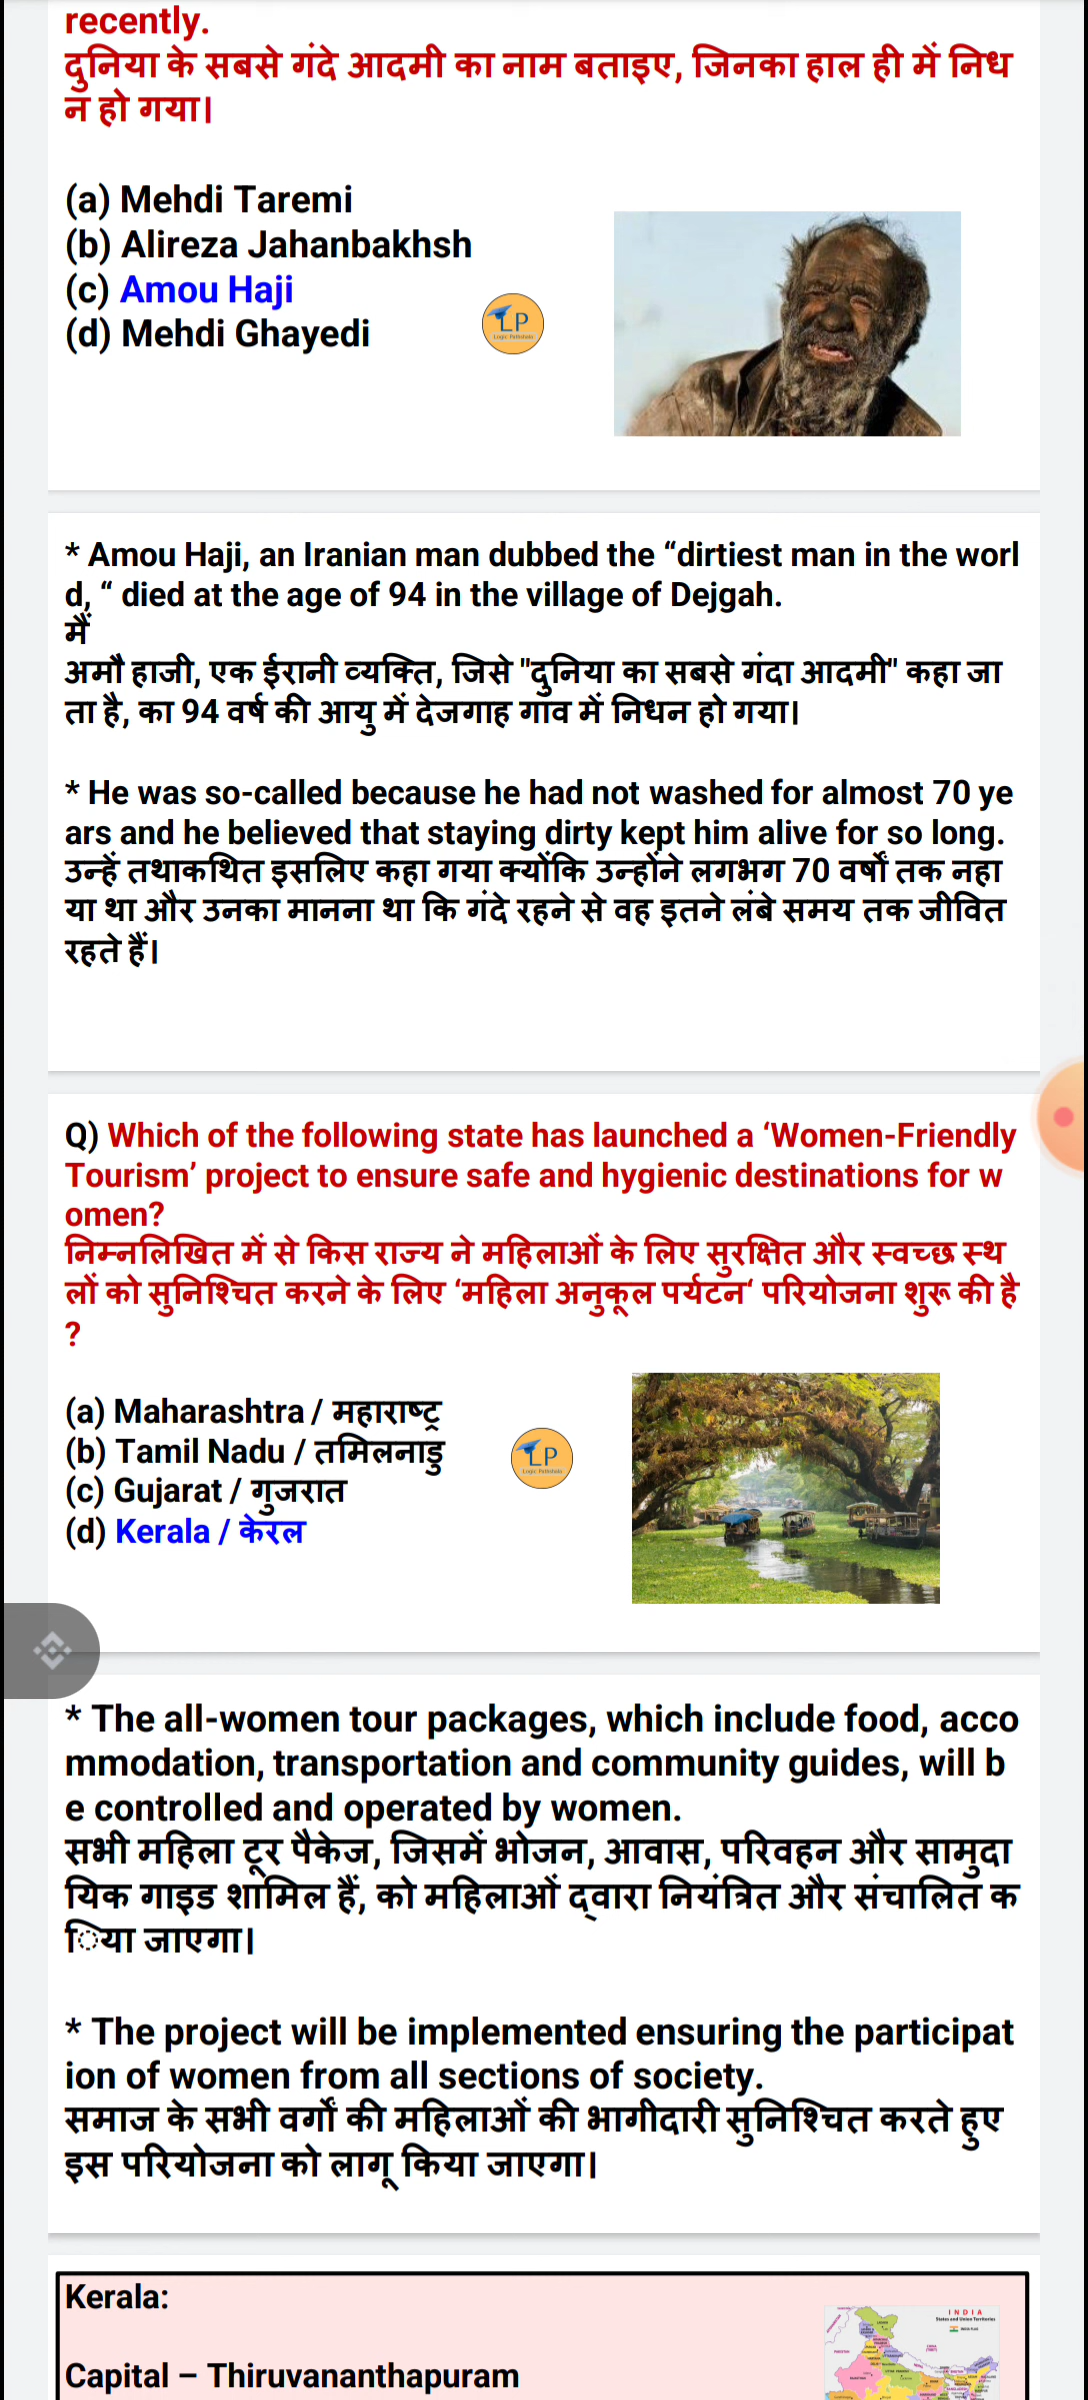 recently.
दुनिया के सबसे गंदे आदमी का नाम बताइए, जिनका हाल ही में निध
न हो गया।
(a) Mehdi Taremi
(b) Alireza Jahanbakhsh
(c) Amou Haji
(d) Mehdi Ghayedi
LP
* Amou Haji, an Iranian man dubbed the “dirtiest man in the worl
d, “ died at the age of 94 in the village of Dejgah.
मैं
अमौ हाजी, एक ईरानी व्यक्ति, जिसे "दुनिया का सबसे गंदा आदमी" कहा जा
ता है, का 94 वर्ष की आयु में देजगाह गांव में निधन हो गया।
* He was so-called because he had not washed for almost 70 ye
ars and he believed that staying dirty kept him alive for so long.
उन्हें तथाकथित इसलिए कहा गया क्योंकि उन्होंने लगभग 70 वर्षों तक नहा
या था और उनका मानना था कि गंदे रहने से वह इतने लंबे समय तक जीवित
रहते हैं।
Q) Which of the following state has launched a ‘Women-Friendly
Tourism’ project to ensure safe and hygienic destinations for w
omen?
निम्नलिखित में से किस राज्य ने महिलाओं के लिए सुरक्षित और स्वच्छ स्थ
लों को सुनिश्चित करने के लिए ‘महिला अनुकूल पर्यटन‘ परियोजना शुरू की है
?
(a) Maharashtra / महाराष्ट्र
(b) Tamil Nadu / तमिलनाडु
(c) Gujarat / गुजरात
(d) Kerala / केरल
LP
* The all-women tour packages, which include food, acco
mmodation, transportation and community guides, will b
e controlled and operated by women.
सभी महिला टूर पैकेज, जिसमें भोजन, आवास, परिवहन और सामुदा
यिक गाइड शामिल हैं, को महिलाओं द्वारा नियंत्रित और संचालित क
िया जाएगा।
* The project will be implemented ensuring the participat
ion of women from all sections of society.
समाज के सभी वर्गों की महिलाओं की भागीदारी सुनिश्चित करते हुए
इस परियोजना को लागू किया जाएगा।
Kerala:
INDIA
States and Union Territories
Capital – Thiruvananthapuram